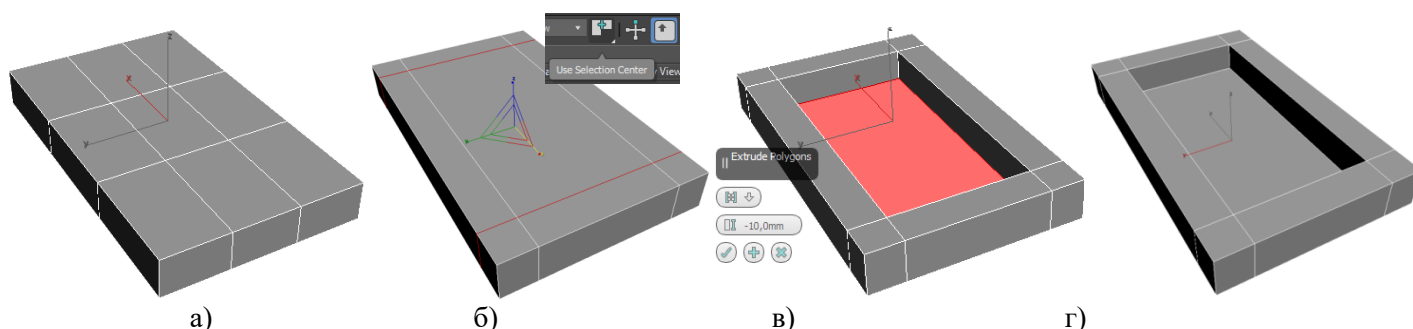 Use Selection Center
View
Extrude Polygons
-10,0mm
а)
б)
в)
г)